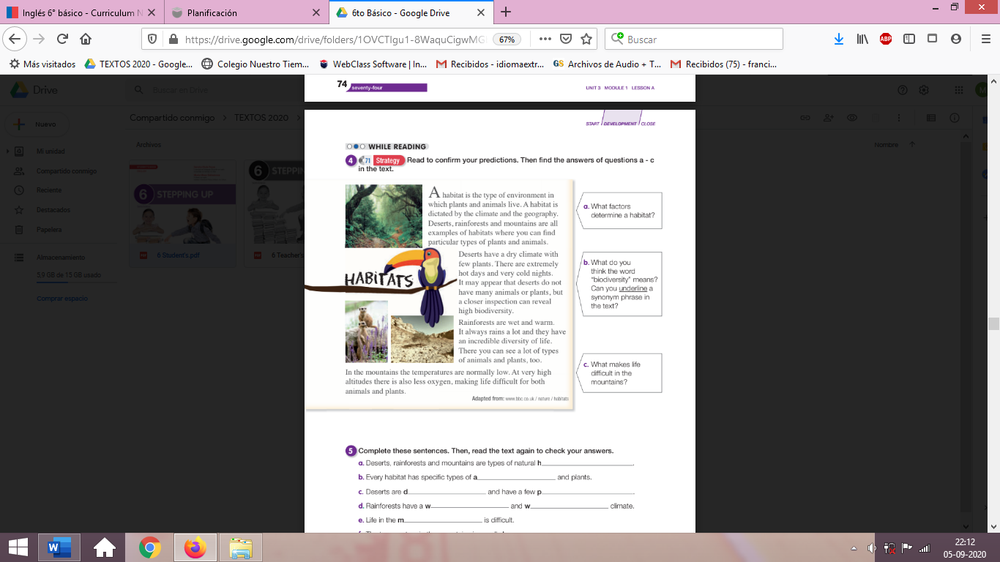 Inglés 6° básico - Curriculum N
Planificación
6to Básico - Google Drive
https://drive.google.com/drive/folders/1OVCTIgu1-8WaquCigwMG
67%
Buscar
Más visitados
TEXTOS 2020 - Google...
Colegio Nuestro Tiem...
WebClass Software | In...
Recibidos - idiomaextr...
Archivos de Audio + T...
Recibidos (75) - franci...
74 seventy-four
UNIT 3 MODULE 1 LESSON A
Drive
Buscar en Drive
Nuevo
Compartido conmigo
TEXTOS 2020
Mi unidad
Compartido conmigo
Reciente
Destacados
Papelera
Almacenamiento
5,9 GB de 15 GB usado
Comprar espacio
Archivos
Nombre
6 STEPPING UP
6 Student's.pdf
6 STEPPIN
6 Teacher's
START DEVELOPMENT CLOSE
WHILE READING
4 71 Strategy Read to confirm your predictions. Then find the answers of questions a - c
in the text.
A habitat is the type of environment in
which plants and animals live. A habitat is
dictated by the climate and the geography.
Deserts, rainforests and mountains are all
examples of habitats where you can find
particular types of plants and animals.
HABITATS
Deserts have a dry climate with
few plants. There are extremely
hot days and very cold nights.
It may appear that deserts do not
have many animals or plants, but
a closer inspection can reveal
high biodiversity.
Rainforests are wet and warm.
It always rains a lot and they have
an incredible diversity of life.
There you can see a lot of types
of animals and plants, too.
In the mountains the temperatures are normally low. At very high
altitudes there is also less oxygen, making life difficult for both
animals and plants.
Adapted from: www.bbc.co.uk / nature / habitats
a. What factors
determine a habitat?
b. What do you
think the word
“biodiversity” means?
Can you underline a
synonym phrase in
the text?
c. What makes life
difficult in the
mountains?
5 Complete these sentences. Then, read the text again to check your answers.
a. Deserts, rainforests and mountains are types of natural h____________.
b. Every habitat has specific types of a____________ and plants.
c. Deserts are d____________ and have a few p____________.
d. Rainforests have a w____________ and w____________ climate.
e. Life in the m____________ is difficult.
22:12
05-09-2020